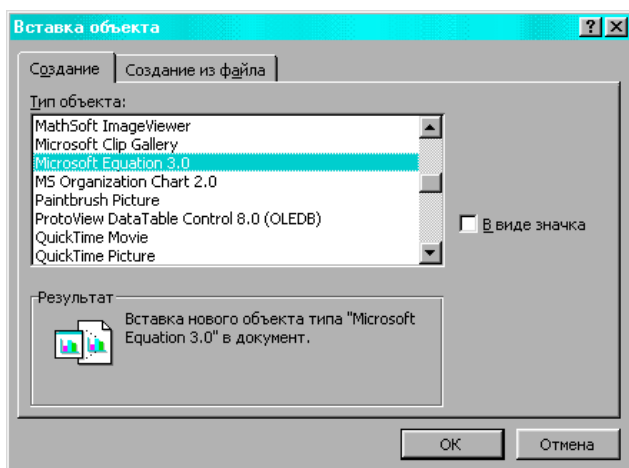 Вставка объекта
Создание
Создание из файла
Тип объекта:
MathSoft ImageViewer
Microsoft Clip Gallery
Microsoft Equation 3.0
MS Organization Chart 2.0
Paintbrush Picture
ProtoView DataTable Control 8.0 (OLEDB)
QuickTime Movie
QuickTime Picture
В виде значка
Результат
Вставка нового объекта типа "Microsoft
Equation 3.0" в документ.
ОК
Отмена